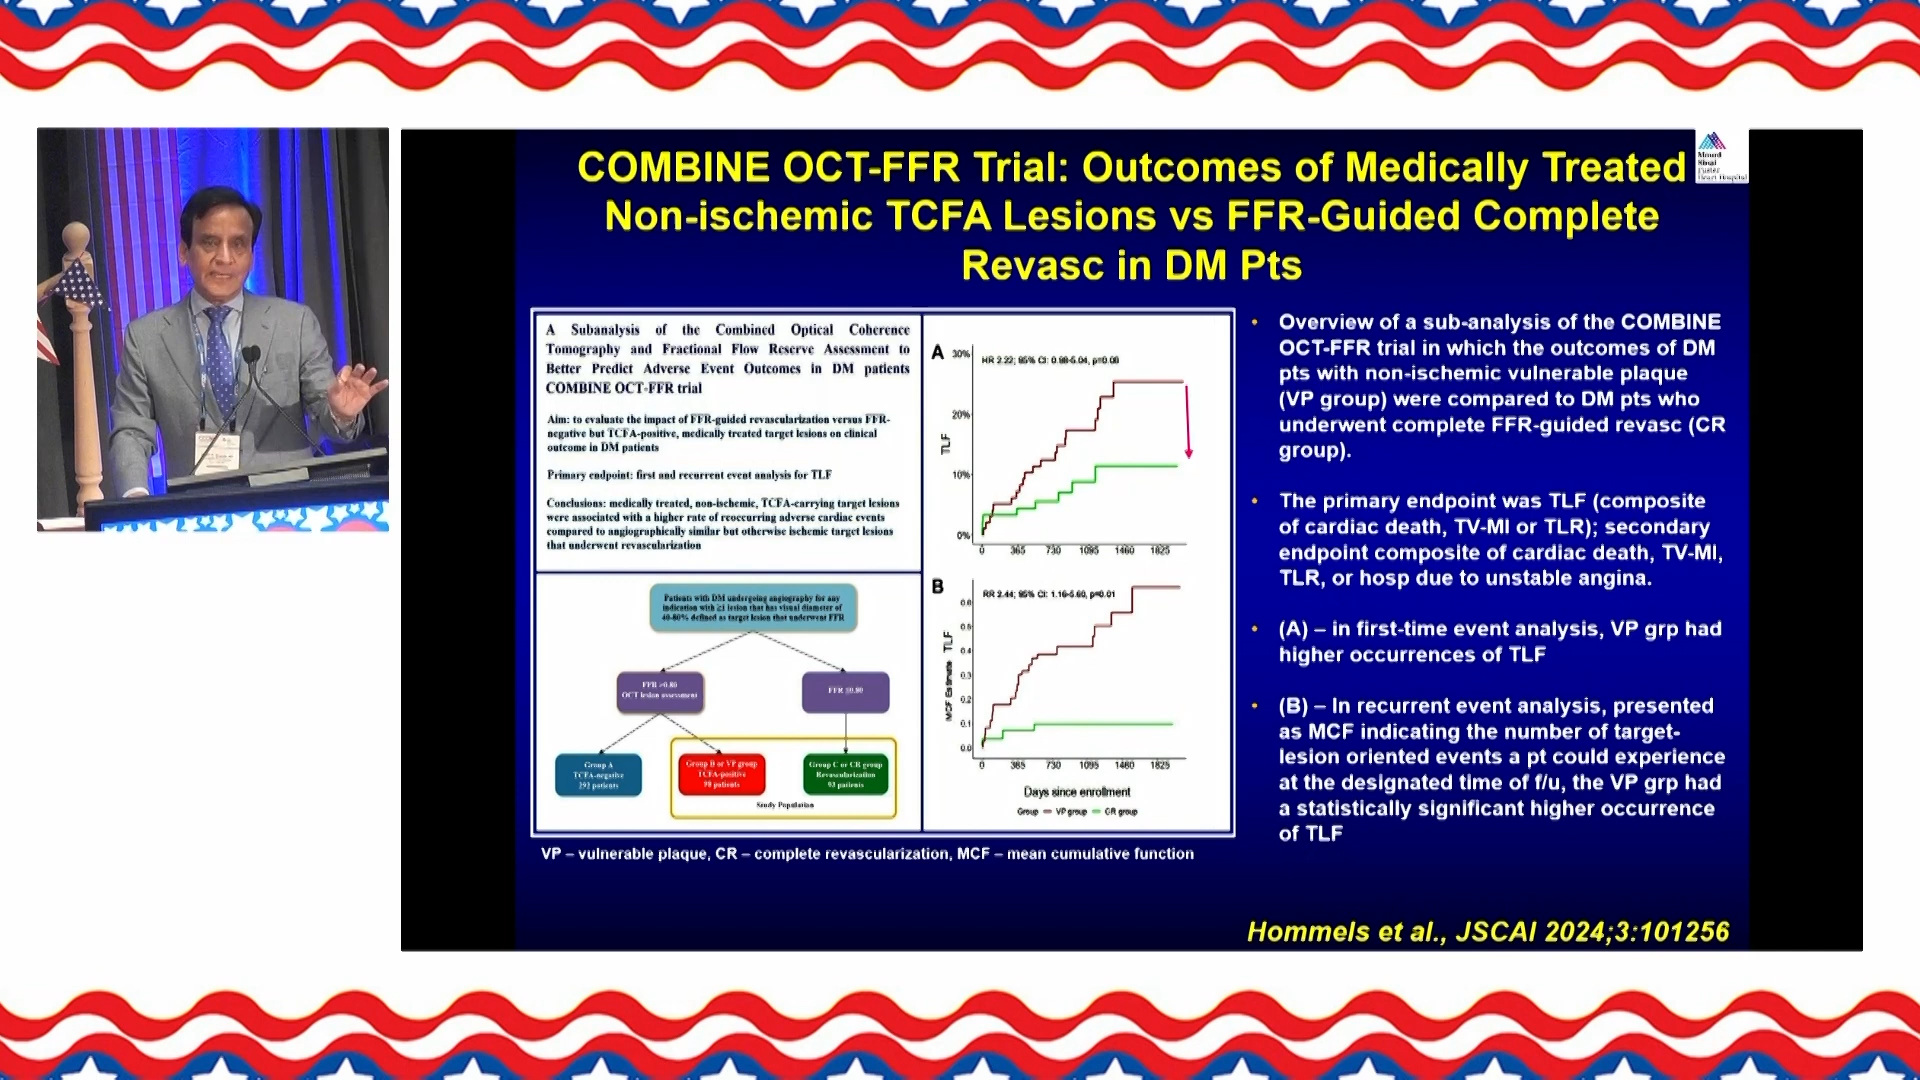 COMBINE OCT-FFR Trial: Outcomes of Medically Treated
Non-ischemic TCFA Lesions vs FFR-Guided Complete
Revasc in DM Pts
Mount
Sinai
Fuster
Heart Hospital
A Subanalysis of the Combined Optical Coherence
Tomography and Fractional Flow Reserve Assessment to
Better Predict Adverse Event Outcomes in DM patients
COMBINE OCT-FFR trial
Aim: to evaluate the impact of FFR-guided revascularization versus FFR-
negative but TCFA-positive, medically treated target lesions on clinical
outcome in DM patients
Primary endpoint: first and recurrent event analysis for TLF
Conclusions: medically treated, non-ischemic, TCFA-carrying target lesions
were associated with a higher rate of reoccurring adverse cardiac events
compared to angiographically similar but otherwise ischemic target lesions
that underwent revascularization
Patients with DM undergoing angiography for any
indication with ≥1 lesion that has visual diameter of
40-80% defined as target lesion that underwent FFR
FFR >0.80
OCT lesion assessment
FFR ≤0.80
Group A
TCFA-negative
292 patients
Group B or VP group
TCFA-positive
98 patients
Group C or CR group
Revascularization
93 patients
Study Population
A
HR 2.22; 95% CI: 0.98-5.04, p=0.06
TLF
30%
20%
10%
0%
0 365 730 1095 1460 1825
B
RR 2.44; 95% CI: 1.16-5.60, p=0.01
MCF Estimate TLF
0.6
0.5
0.4
0.3
0.2
0.1
0.0
0 365 730 1095 1460 1825
Days since enrollment
Group VP group CR group
VP – vulnerable plaque, CR – complete revascularization, MCF – mean cumulative function
• Overview of a sub-analysis of the COMBINE
OCT-FFR trial in which the outcomes of DM
pts with non-ischemic vulnerable plaque
(VP group) were compared to DM pts who
underwent complete FFR-guided revasc (CR
group).
• The primary endpoint was TLF (composite
of cardiac death, TV-MI or TLR); secondary
endpoint composite of cardiac death, TV-MI,
TLR, or hosp due to unstable angina.
• (A) – in first-time event analysis, VP grp had
higher occurrences of TLF
• (B) – In recurrent event analysis, presented
as MCF indicating the number of target-
lesion oriented events a pt could experience
at the designated time of f/u, the VP grp had
a statistically significant higher occurrence
of TLF
Hommels et al., JSCAI 2024;3:101256